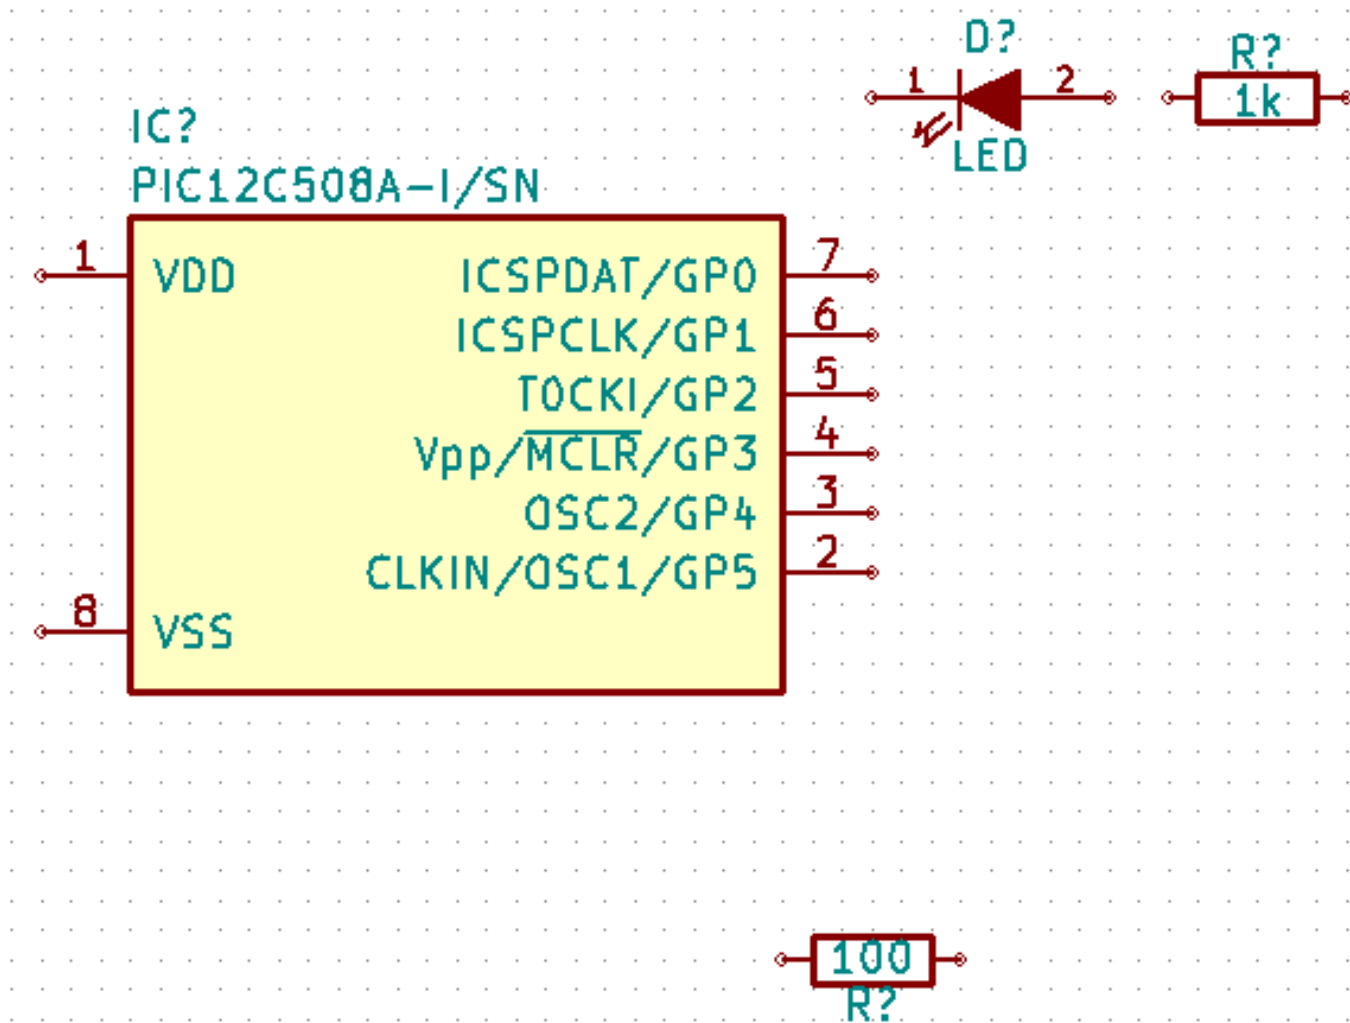 D?
1
2
LED
R?
1k
IC?
PIC12C508A-I/SN
1
VDD
8
VSS
ICSPDAT/GP0
7
ICSPCLK/GP1
6
T0CKI/GP2
5
Vpp/MCLR/GP3
4
OSC2/GP4
3
CLKIN/OSC1/GP5
2
100
R?